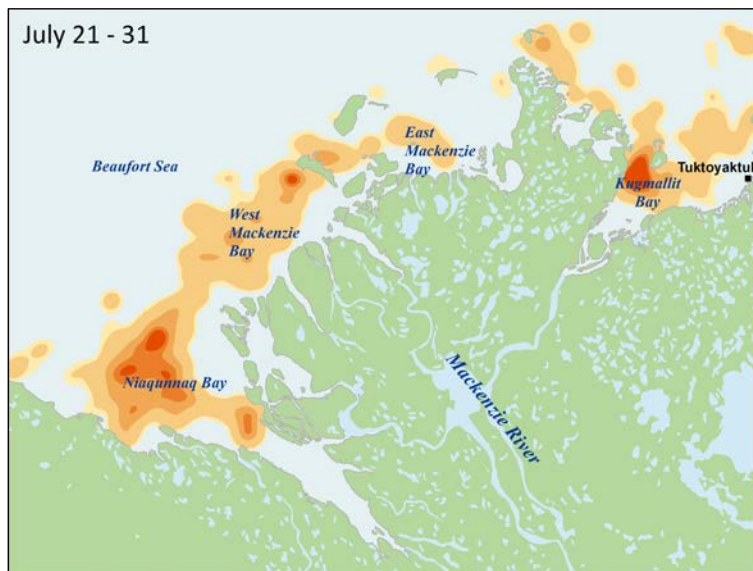 July 21 - 31
Beaufort Sea
East
Mackenzie
Bay
Tuktoyaktuk
Kugmallit
Bay
West
Mackenzie
Bay
Niaqunnaq Bay
Mackenzie River